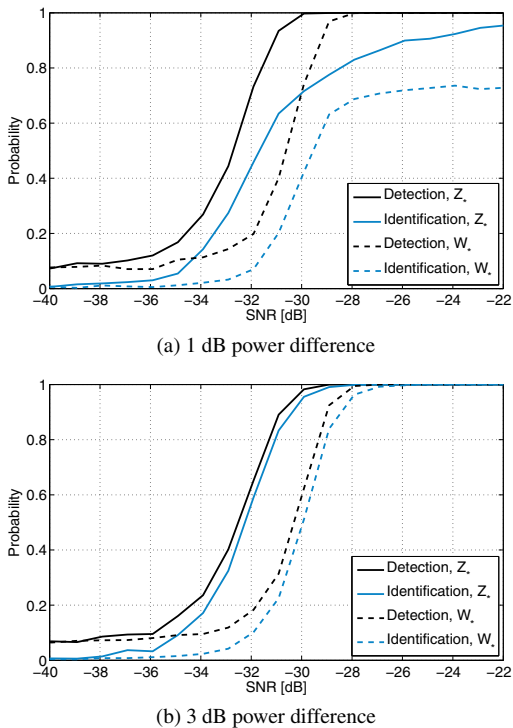 1
0.8
0.6
0.4
0.2
0
Probability
Detection, Z*
Identification, Z*
Detection, W*
Identification, W*
−40 −38 −36 −34 −32 −30 −28 −26 −24 −22
SNR [dB]
(a) 1 dB power difference
1
0.8
0.6
0.4
0.2
0
Probability
Detection, Z*
Identification, Z*
Detection, W*
Identification, W*
−40 −38 −36 −34 −32 −30 −28 −26 −24 −22
SNR [dB]
(b) 3 dB power difference